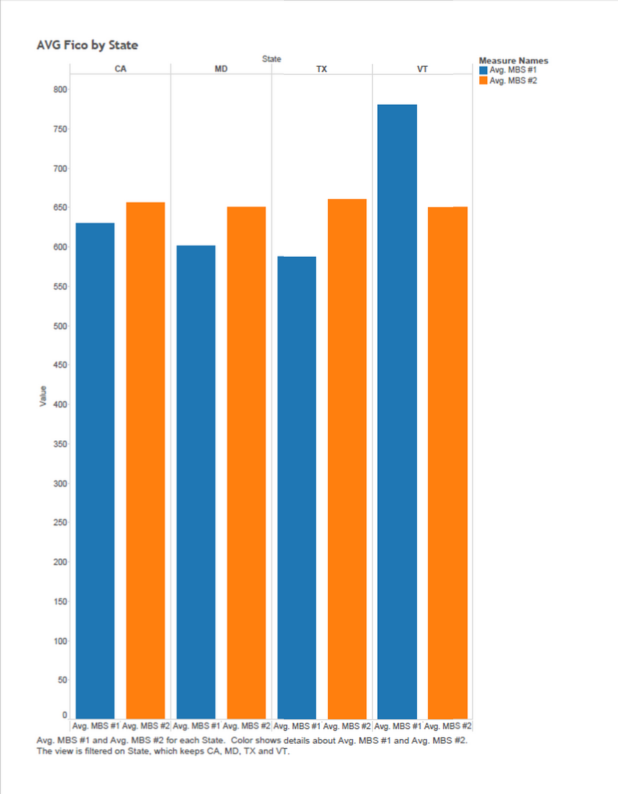 AVG Fico by State
State
CA MD TX VT
Measure Names
Avg. MBS #1
Avg. MBS #2
800
750
700
650
600
550
500
450
400
350
300
250
200
150
100
50
0
Value
Avg. MBS #1 Avg. MBS #2 Avg. MBS #1 Avg. MBS #2 Avg. MBS #1 Avg. MBS #2 Avg. MBS #1 Avg. MBS #2
Avg. MBS #1 and Avg. MBS #2 for each State. Color shows details about Avg. MBS #1 and Avg. MBS #2.
The view is filtered on State, which keeps CA, MD, TX and VT.